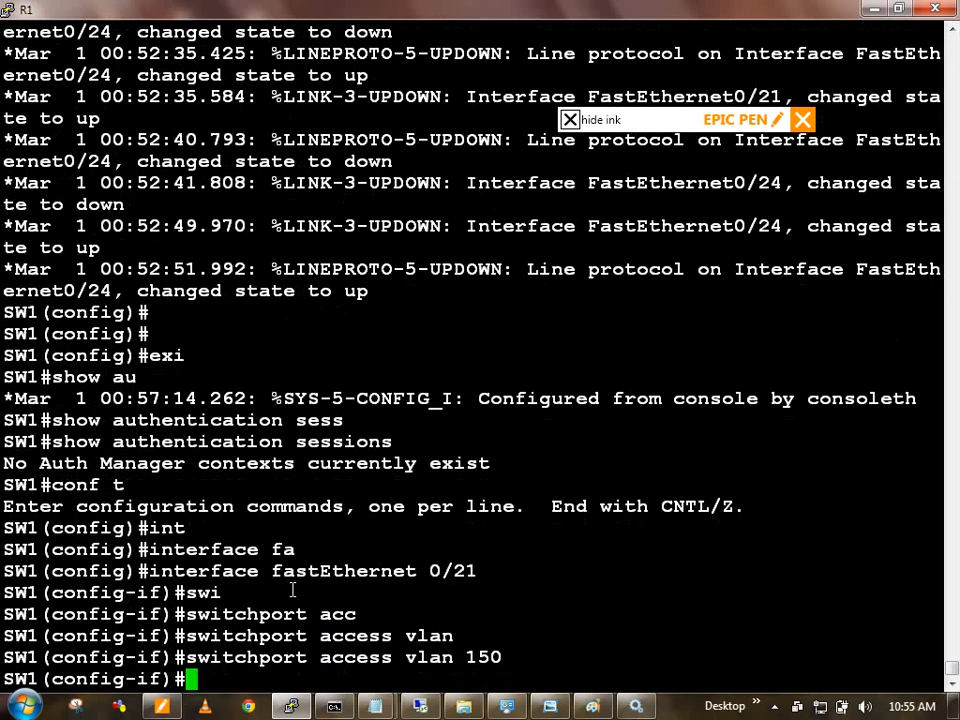 R1
ernet0/24, changed state to down
*Mar  1 00:52:35.425: %LINEPROTO-5-UPDOWN: Line protocol on Interface FastEth
ernet0/24, changed state to up
*Mar  1 00:52:35.584: %LINK-3-UPDOWN: Interface FastEthernet0/21, changed sta
te to up
hide ink EPIC PEN
*Mar  1 00:52:40.793: %LINEPROTO-5-UPDOWN: Line protocol on Interface FastEth
ernet0/24, changed state to down
*Mar  1 00:52:41.808: %LINK-3-UPDOWN: Interface FastEthernet0/24, changed sta
te to down
*Mar  1 00:52:49.970: %LINK-3-UPDOWN: Interface FastEthernet0/24, changed sta
te to up
*Mar  1 00:52:51.992: %LINEPROTO-5-UPDOWN: Line protocol on Interface FastEth
ernet0/24, changed state to up
SW1(config)#
SW1(config)#
SW1(config)#exi
SW1#show au
*Mar  1 00:57:14.262: %SYS-5-CONFIG_I: Configured from console by consoleth
SW1#show authentication sess
SW1#show authentication sessions
No Auth Manager contexts currently exist
SW1#conf t
Enter configuration commands, one per line.  End with CNTL/Z.
SW1(config)#int
SW1(config)#interface fa
SW1(config)#interface fastEthernet 0/21
SW1(config-if)#swi
SW1(config-if)#switchport acc
SW1(config-if)#switchport access vlan
SW1(config-if)#switchport access vlan 150
SW1(config-if)#
Desktop » 10:55 AM